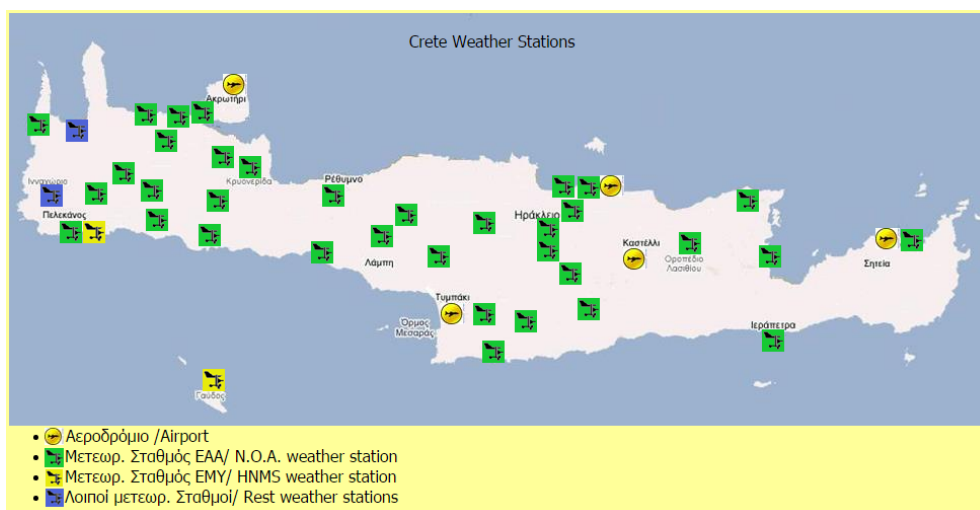 Crete Weather Stations
Ακρωτήρι
Ινναχώριο
Κρυονερίδα
Ρέθυμνο
Πελεκάνος
Ηράκλειο
Καστέλλι
Οροπέδιο
Λασιθίου
Σητεία
Λάμπη
Τυμπάκι
Όρμος
Μεσαράς
Ιεράπετρα
Γαύδος
Αεροδρόμιο /Airport
Μετεωρ. Σταθμός ΕΑΑ/ N.O.A. weather station
Μετεωρ. Σταθμός ΕΜΥ/ HNMS weather station
Λοιποί μετεωρ. Σταθμοί/ Rest weather stations